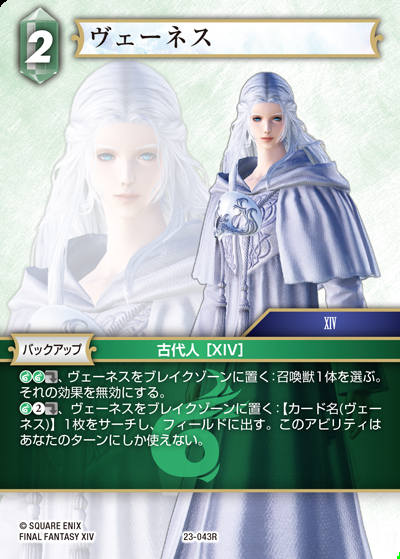 2
ヴェーネス
XIV
バックアップ
古代人 [XIV]
、ヴェーネスをブレイクゾーンに置く:召喚獣1体を選ぶ。
それの効果を無効にする。
2、ヴェーネスをブレイクゾーンに置く:【カード名(ヴェー
ネス)】1枚をサーチし、フィールドに出す。このアビリティは
あなたのターンにしか使えない。
© SQUARE ENIX
FINAL FANTASY XIV
23-043R